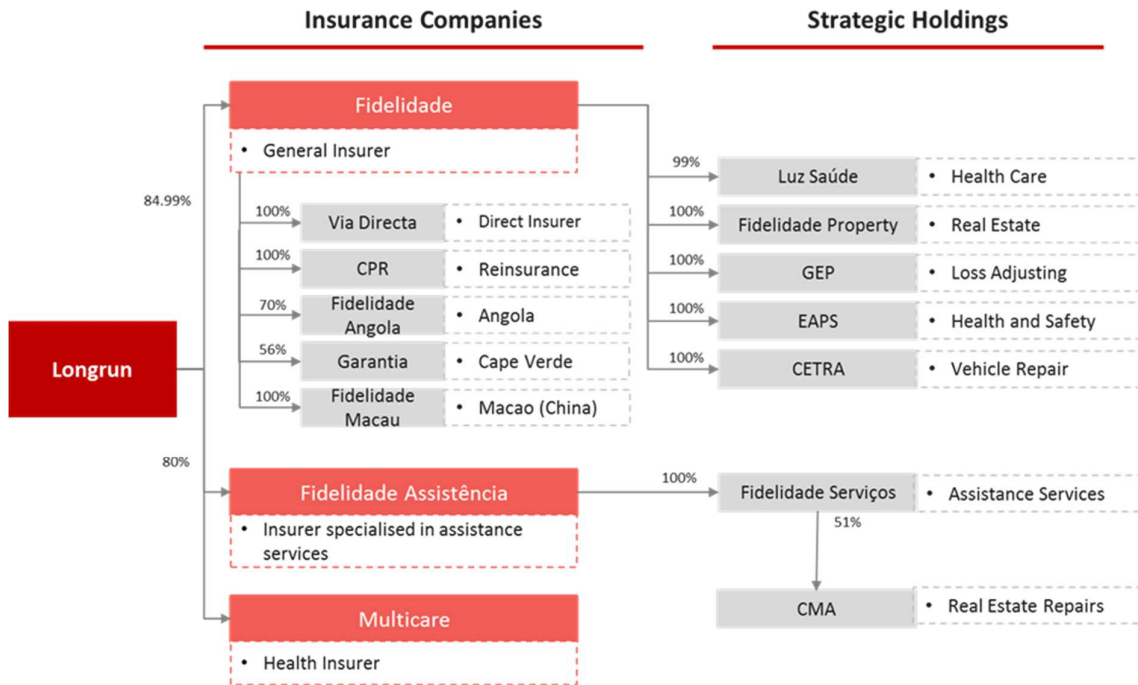 Insurance Companies
Strategic Holdings
Fidelidade
• General Insurer
84.99%
100%
Via Directa
• Direct Insurer
100%
CPR
• Reinsurance
70%
Fidelidade
Angola
• Angola
56%
Garantia
• Cape Verde
100%
Fidelidade
Macau
• Macao (China)
99%
Luz Saúde
• Health Care
100%
Fidelidade Property
• Real Estate
100%
GEP
• Loss Adjusting
100%
EAPS
• Health and Safety
100%
CETRA
• Vehicle Repair
Longrun
80%
Fidelidade Assistência
• Insurer specialised in assistance
services
100%
Fidelidade Serviços
• Assistance Services
51%
CMA
• Real Estate Repairs
Multicare
• Health Insurer